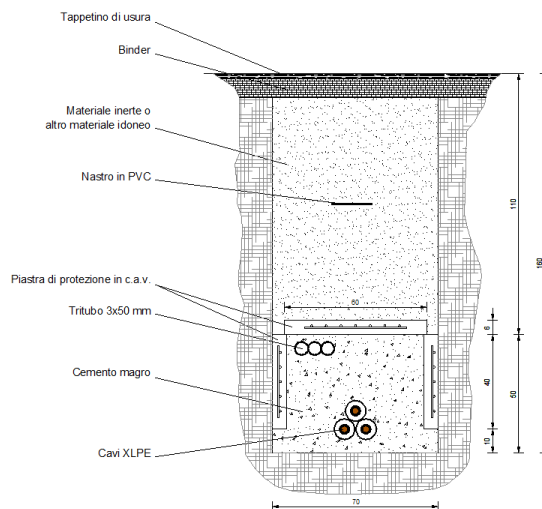 Tappetino di usura
Binder
Materiale inerte o
altro materiale idoneo
Nastro in PVC
110
160
Piastra di protezione in c.a.v.
60
6
Tritubo 3x50 mm
Cemento magro
40
50
10
Cavi XLPE
70